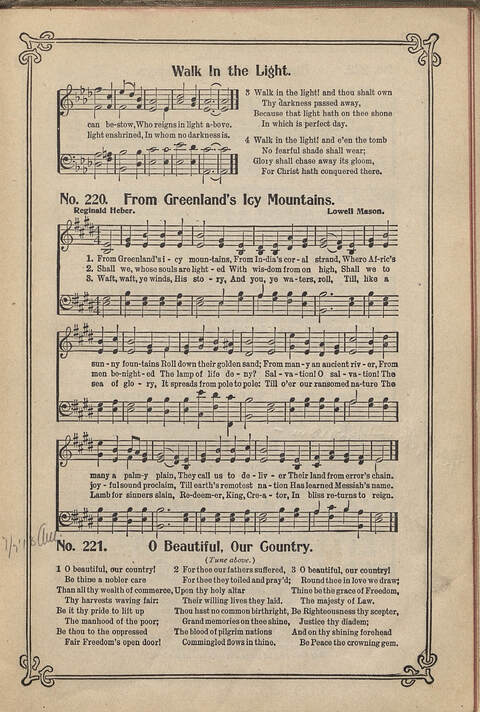 Walk In the Light.
can be-stow, Who reigns in light a-bove.
light enshrined, In whom no darkness is.
3 Walk in the light! and thou shalt own
Thy darkness passed away,
Because that light on thee shone
In which is perfect day.
4 Walk in the light! and e'en the tomb
No fearful shade shall wear;
Glory shall chase away its gloom,
For Christ hath conquered there.
No. 220. From Greenland's Icy Mountains.
Reginald Heber. Lowell Mason.
1. From Greenland's i - cy moun-tains, From In-dia's cor-al strand, Where Af-ric's
2. Shall we, whose souls are light-ed With wis-dom from on high, Shall we to
3. Waft, waft, ye winds, His sto - ry, And you, ye wa-ters, roll, Till, like a
sun-ny foun-tains Roll down their golden sand; From man-y an ancient riv-er, From
men be-night-ed The lamp of life de-ny? Sal-va-tion! O sal-va-tion! The
sea of glo-ry, It spreads from pole to pole: Till o'er our ransomed na-ture The
many a palm-y plain, They call us to de-liv-er Their land from error's chain.
joy-ful sound proclaim, Till earth's remotest na-tion Has learned Messiah's name.
Lamb for sinners slain, Re-deem-er, King, Cre-a-tor, In bliss re-turns to reign.
No. 221. O Beautiful, Our Country.
(Tune above.)
1 O beautiful, our country!
Be thine a nobler care
Than all thy wealth of commerce,
Thy harvests waving fair:
Be it thy pride to lift up
The manhood of the poor;
Be thou to the oppressed
Fair Freedom's open door!
2 For thee our fathers suffered,
For thee they toiled and pray'd;
Upon thy holy altar
Their willing lives they laid.
Thou hast no common birthright,
Grand memories on thee shine,
The blood of pilgrim nations
Commingled flows in thine.
3 O beautiful, our country!
Round thee in love we draw;
Thine be the grace of Freedom,
The majesty of Law.
Be Righteousness thy scepter,
Justice thy diadem;
And on thy shining forehead
Be Peace the crowning gem.